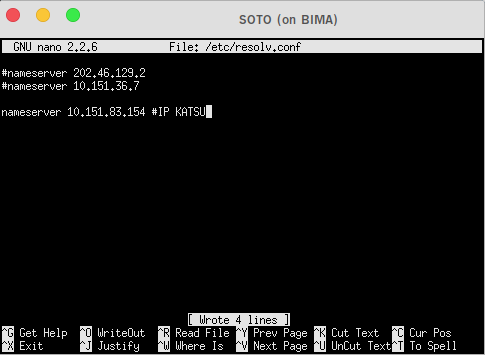 SOTO (on BIMA)
GNU nano 2.2.6 File: /etc/resolv.conf
#nameserver 202.46.129.2
#nameserver 10.151.36.7
nameserver 10.151.83.154 #IP KATSU
[ Wrote 4 lines ]
^G Get Help ^O WriteOut ^R Read File ^Y Prev Page ^K Cut Text ^C Cur Pos
^X Exit ^J Justify ^W Where Is ^V Next Page ^U UnCut Text ^T To Spell